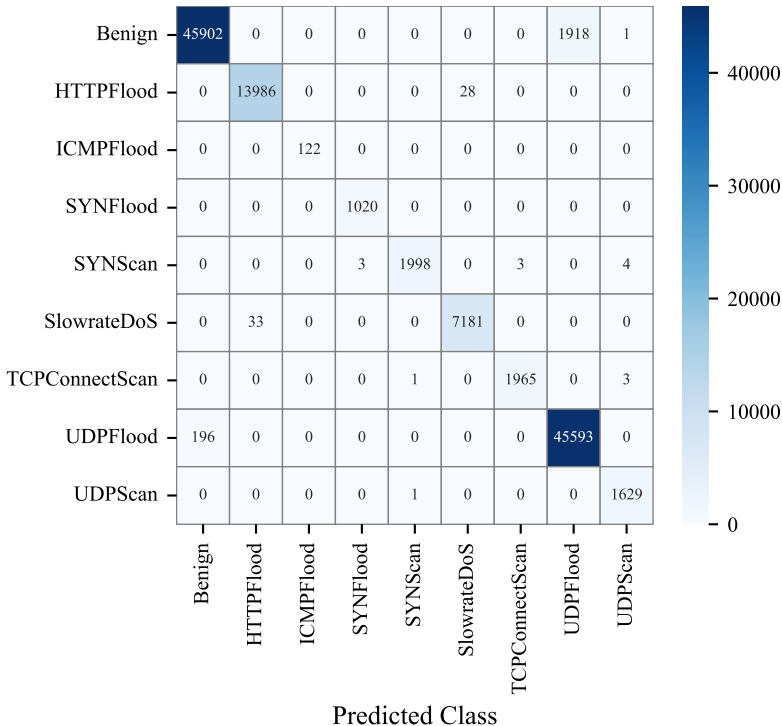 Benign 45902 0 0 0 0 0 0 1918 1
HTTPFlood 0 13986 0 0 0 28 0 0 0
ICMPFlood 0 0 122 0 0 0 0 0 0
SYNFlood 0 0 0 1020 0 0 0 0 0
SYNScan 0 0 0 3 1998 0 3 0 4
SlowrateDoS 0 33 0 0 0 7181 0 0 0
TCPConnectScan 0 0 0 0 1 0 1965 0 3
UDPFlood 196 0 0 0 0 0 0 45593 0
UDPScan 0 0 0 0 1 0 0 0 1629
Benign
HTTPFlood
ICMPFlood
SYNFlood
SYNScan
SlowrateDoS
TCPConnectScan
UDPFlood
UDPScan
Predicted Class
40000
30000
20000
10000
0